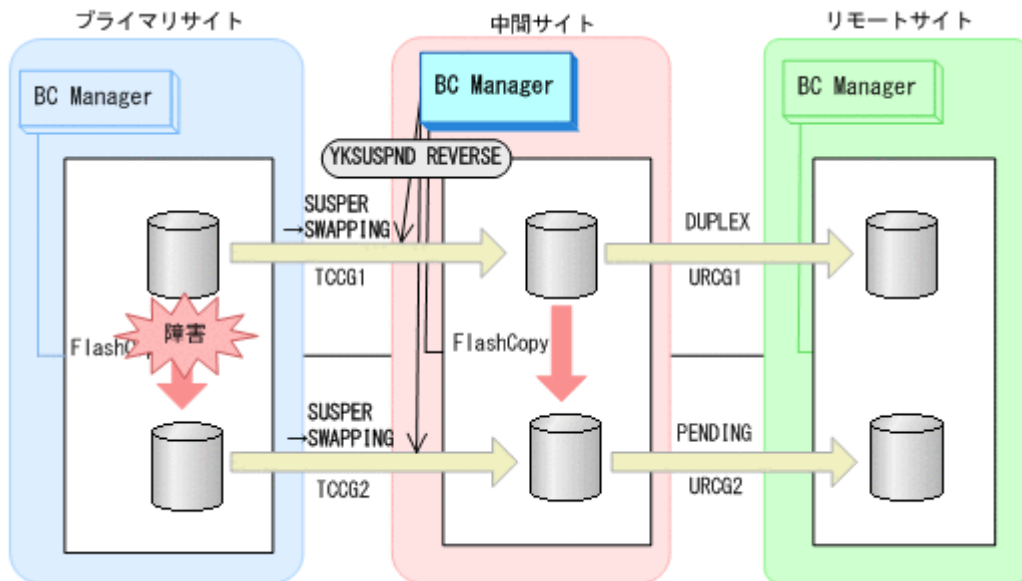 プライマリサイト
中間サイト
リモートサイト
BC Manager
BC Manager
BC Manager
YKSUSPND REVERSE
SUSPER
→SWAPPING
TCCG1
DUPLEX
URCG1
障害
FlashCopy
FlashCopy
SUSPER
→SWAPPING
TCCG2
PENDING
URCG2